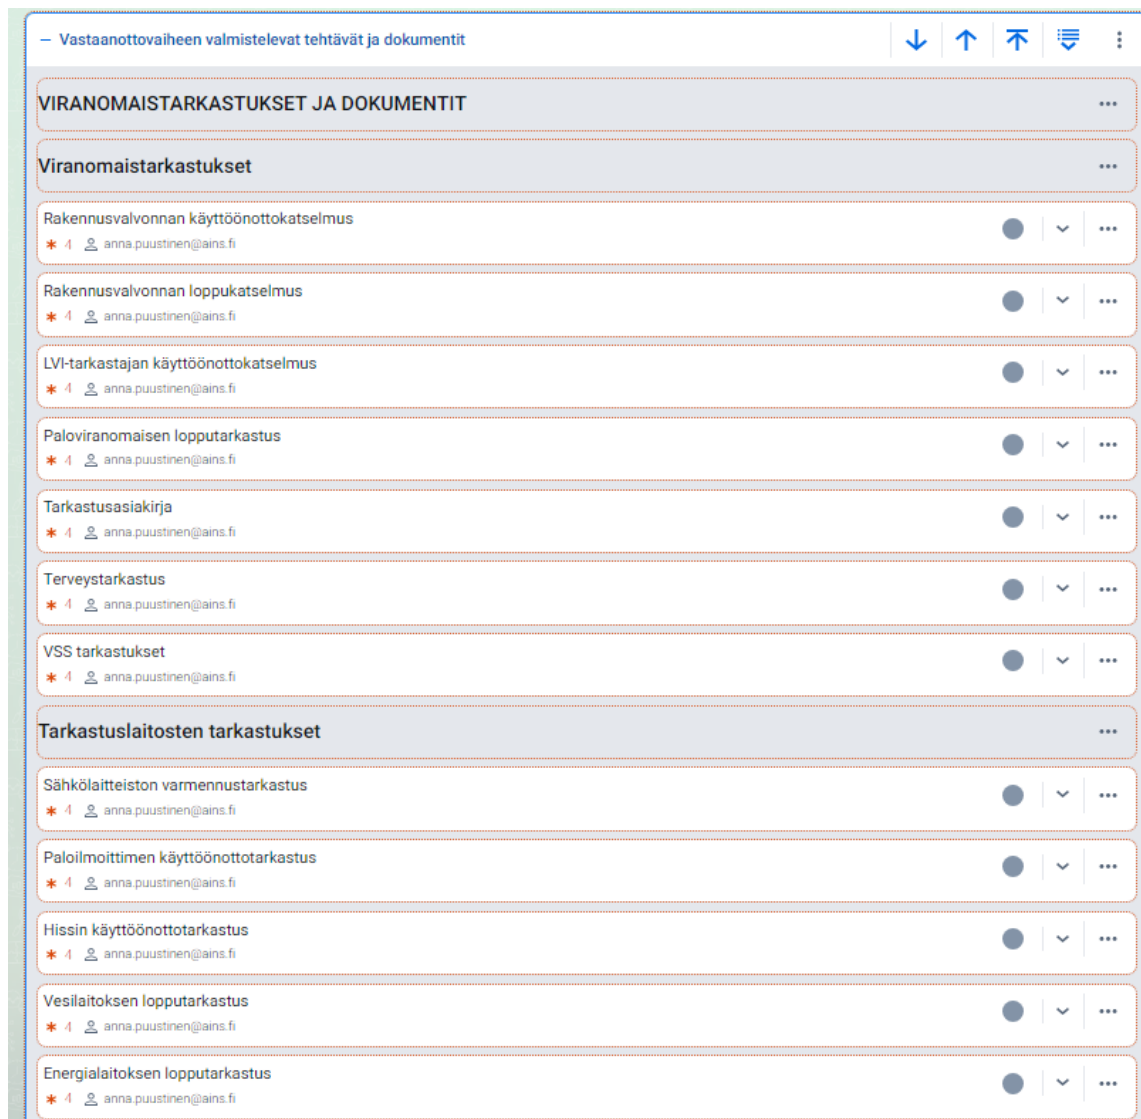 – Vastaanottovaiheen valmistelevat tehtävät ja dokumentit
VIRANOMAISTARKASTUKSET JA DOKUMENTIT
Viranomaistarkastukset
Rakennusvalvonnan käyttöönottokatselmus
* 4 anna.puustinen@ains.fi
Rakennusvalvonnan loppukatselmus
* 4 anna.puustinen@ains.fi
LVI-tarkastajan käyttöönottokatselmus
* 4 anna.puustinen@ains.fi
Paloviranomaisen lopputarkastus
* 4 anna.puustinen@ains.fi
Tarkastusasiakirja
* 4 anna.puustinen@ains.fi
Terveystarkastus
* 4 anna.puustinen@ains.fi
VSS tarkastukset
* 4 anna.puustinen@ains.fi
Tarkastuslaitosten tarkastukset
Sähkölaitteiston varmennustarkastus
* 4 anna.puustinen@ains.fi
Paloilmoittimen käyttöönottotarkastus
* 4 anna.puustinen@ains.fi
Hissin käyttöönottotarkastus
* 4 anna.puustinen@ains.fi
Vesilaitoksen lopputarkastus
* 4 anna.puustinen@ains.fi
Energialaitoksen lopputarkastus
* 4 anna.puustinen@ains.fi